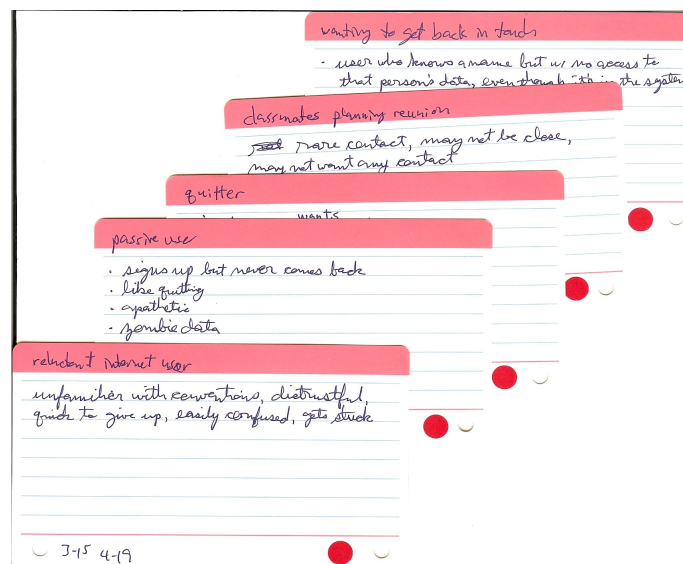 wanting to get back in touch
· user who knows a name but w/ no access to
that person's data, even though it's in the system
classmates planning reunion
rare contact, may not be close,
may not want any contact
quitter
wants
passive user
· signs up but never comes back
· like quitting
· apathetic
· zombie data
reluctant internet user
unfamiliar with conventions, distrustful,
quick to give up, easily confused, gets stuck
3-15 4-19